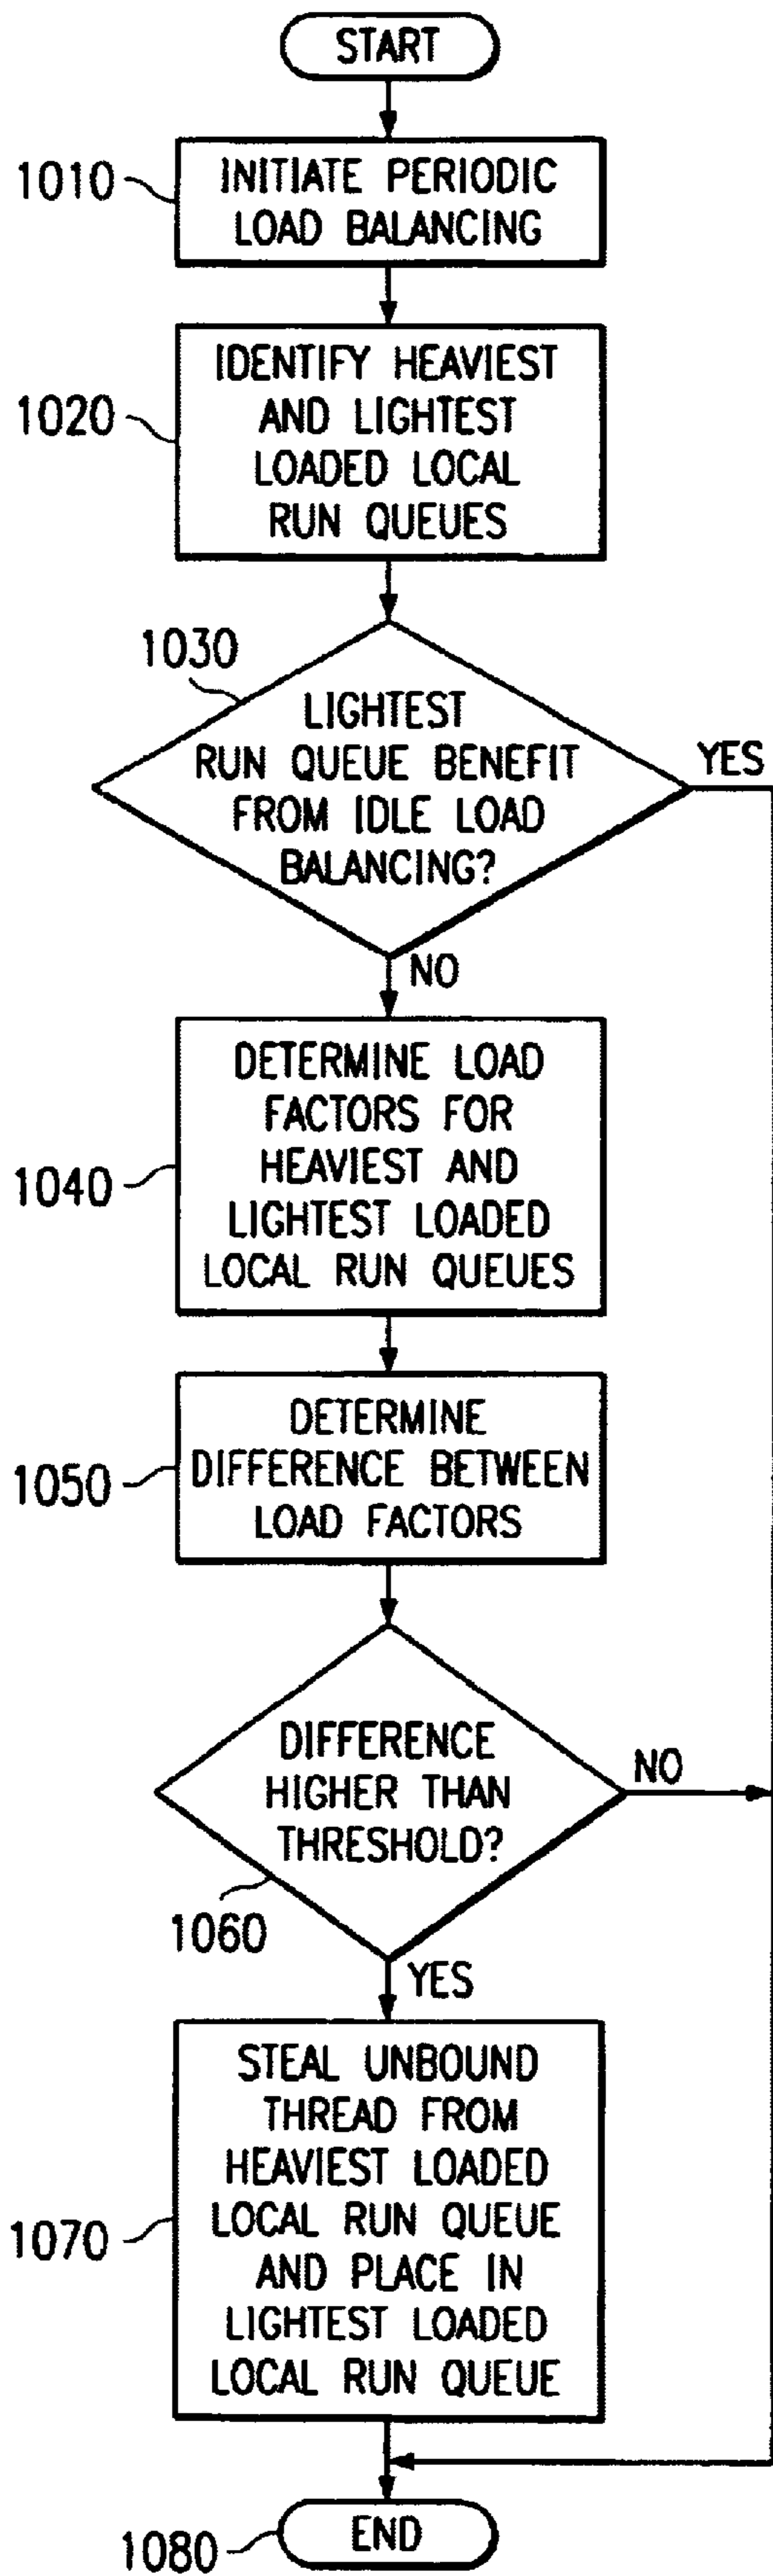 START
1010
INITIATE PERIODIC
LOAD BALANCING
1020
IDENTIFY HEAVIEST
AND LIGHTEST
LOADED LOCAL
RUN QUEUES
1030
LIGHTEST
RUN QUEUE BENEFIT
FROM IDLE LOAD
BALANCING?
YES
NO
1040
DETERMINE LOAD
FACTORS FOR
HEAVIEST AND
LIGHTEST LOADED
LOCAL RUN QUEUES
1050
DETERMINE
DIFFERENCE BETWEEN
LOAD FACTORS
DIFFERENCE
HIGHER THAN
THRESHOLD?
NO
1060
YES
1070
STEAL UNBOUND
THREAD FROM
HEAVIEST LOADED
LOCAL RUN QUEUE
AND PLACE IN
LIGHTEST LOADED
LOCAL RUN QUEUE
1080
END